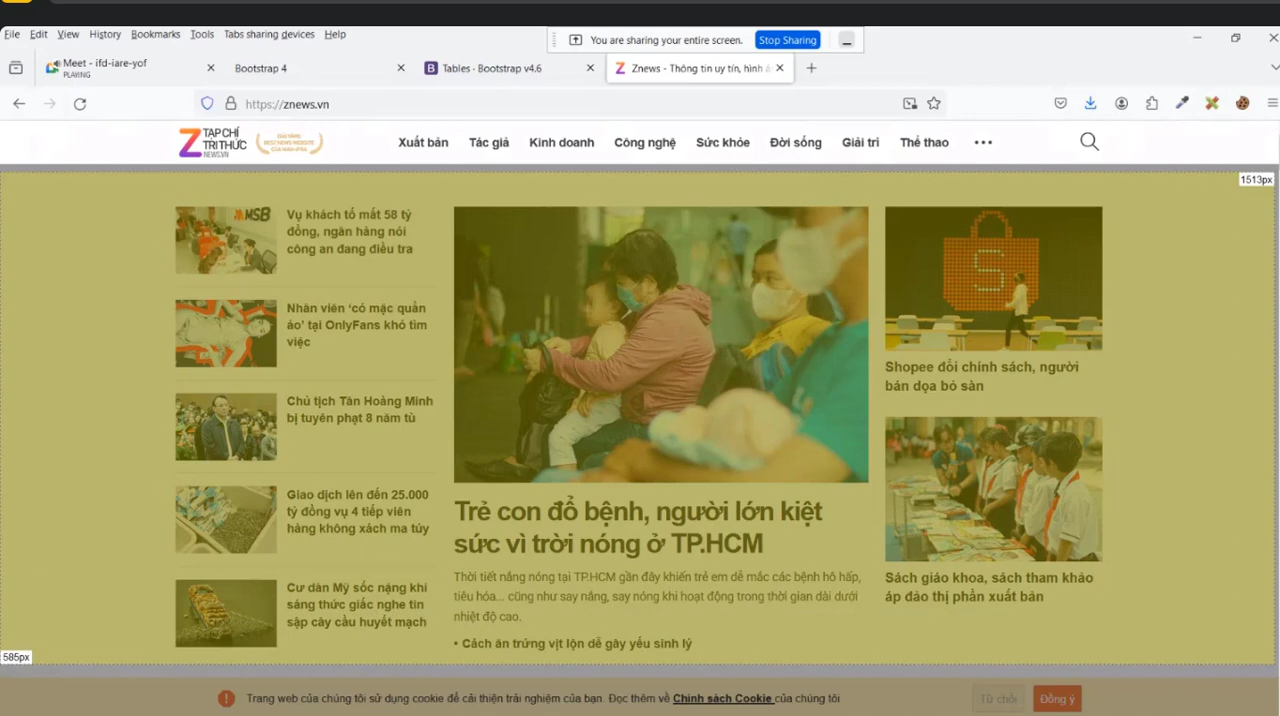 File Edit View History Bookmarks Tools Tabs sharing devices Help
You are sharing your entire screen. Stop Sharing
Meet - ifd-iare-yof
PLAYING
Bootstrap 4
Tables · Bootstrap v4.6
Znews - Thông tin uy tín, hình ả
https://znews.vn
TẠP CHÍ
TRI THỨC
NEWS.VN
Xuất bản Tác giả Kinh doanh Công nghệ Sức khỏe Đời sống Giải trí Thể thao
1513px
MSB
Vụ khách tố mất 58 tỷ
đồng, ngân hàng nói
công an đang điều tra
Nhân viên ‘có mặc quần
áo’ tại OnlyFans khó tìm
việc
Chủ tịch Tân Hoàng Minh
bị tuyên phạt 8 năm tù
Giao dịch lên đến 25.000
tỷ đồng vụ 4 tiếp viên
hàng không xách ma túy
Cư dân Mỹ sốc nặng khi
sáng thức giấc nghe tin
sập cây cầu huyết mạch
Trẻ con đổ bệnh, người lớn kiệt
sức vì trời nóng ở TP.HCM
Thời tiết nắng nóng tại TP.HCM gần đây khiến trẻ em dễ mắc các bệnh hô hấp,
tiêu hóa... cũng như say nắng, say nóng khi hoạt động trong thời gian dài dưới
nhiệt độ cao.
• Cách ăn trứng vịt lộn dễ gây yếu sinh lý
S
Shopee đổi chính sách, người
bán dọa bỏ sàn
Sách giáo khoa, sách tham khảo
áp đảo thị phần xuất bản
585px
Trang web của chúng tôi sử dụng cookie để cải thiện trải nghiệm của bạn. Đọc thêm về Chính sách Cookie của chúng tôi
Từ chối Đồng ý